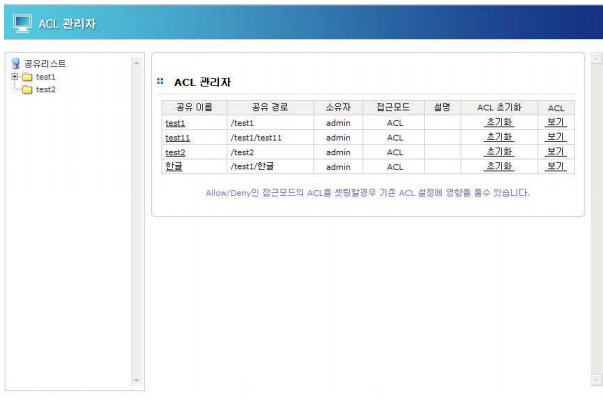 ACL 관리자
공유리스트
test1
test2
ACL 관리자
공유 이름 공유 경로 소유자 접근모드 설명 ACL 초기화 ACL
test1 /test1 admin ACL 초기화 보기
test11 /test1/test11 admin ACL 초기화 보기
test2 /test2 admin ACL 초기화 보기
한글 /test1/한글 admin ACL 초기화 보기
Allow/Deny인 접근모드의 ACL를 셋팅할경우 기존 ACL 설정에 영향를 줄수 있습니다.